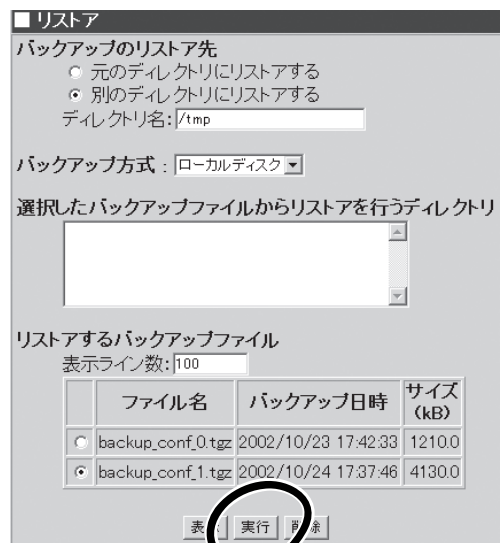 ■ リストア
バックアップのリストア先
元のディレクトリにリストアする
別のディレクトリにリストアする
ディレクトリ名: /tmp
バックアップ方式 : ローカルディスク
選択したバックアップファイルからリストアを行うディレクトリ
リストアするバックアップファイル
表示ライン数: 100
ファイル名 バックアップ日時 サイズ
(kB)
backup_conf_0.tgz 2002/10/23 17:42:33 1210.0
backup_conf_1.tgz 2002/10/24 17:37:46 4130.0
実行